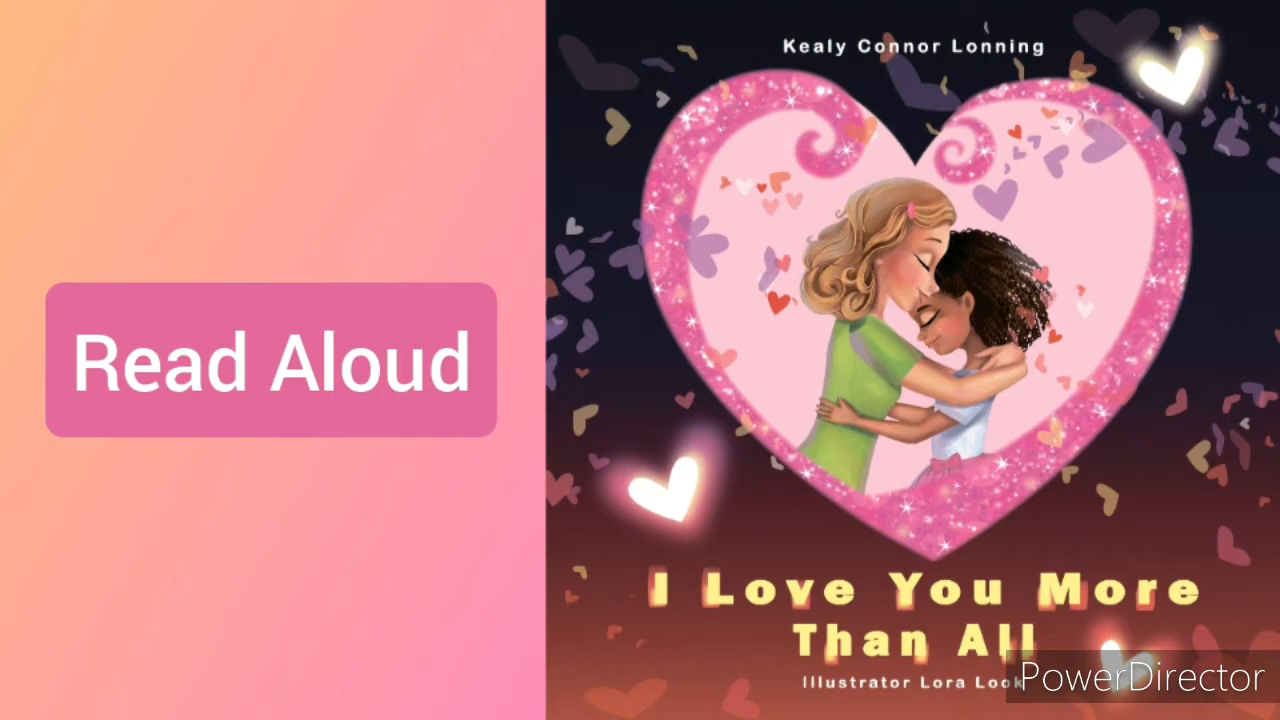 Read Aloud
Kealy Connor Lonning
I Love You More
Than All
Illustrator Lora Look
PowerDirector